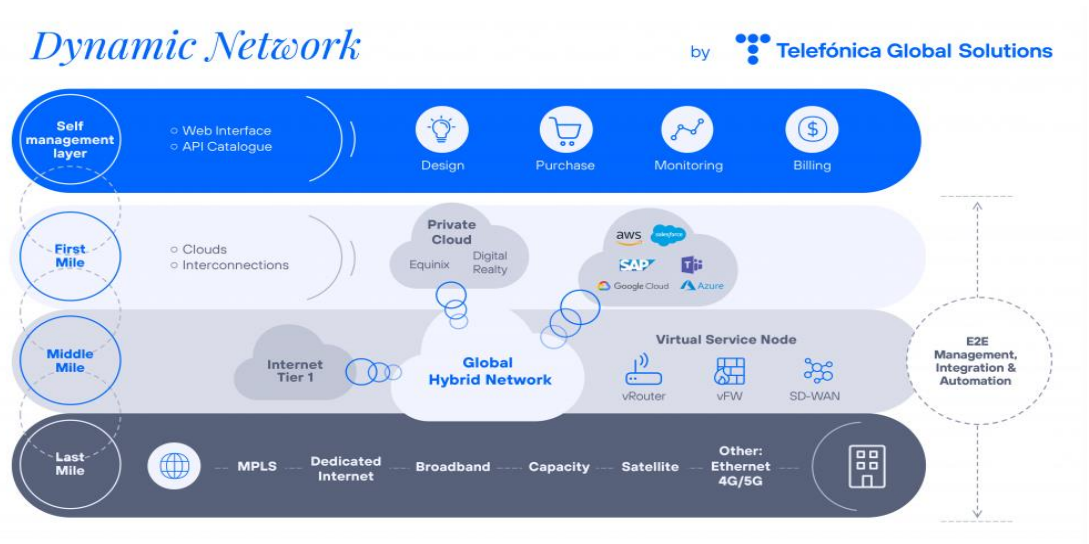 Dynamic Network
by Telefónica Global Solutions
Self
management
layer
Web Interface
API Catalogue
Design
Purchase
Monitoring
Billing
First
Mile
Clouds
Interconnections
Private
Cloud
Equinix
Digital
Realty
aws
salesforce
SAP
Google Cloud
Azure
Middle
Mile
Internet
Tier 1
Global
Hybrid Network
Virtual Service Node
vRouter
vFW
SD-WAN
E2E
Management,
Integration &
Automation
Last
Mile
MPLS
Dedicated
Internet
Broadband
Capacity
Satellite
Other:
Ethernet
4G/5G